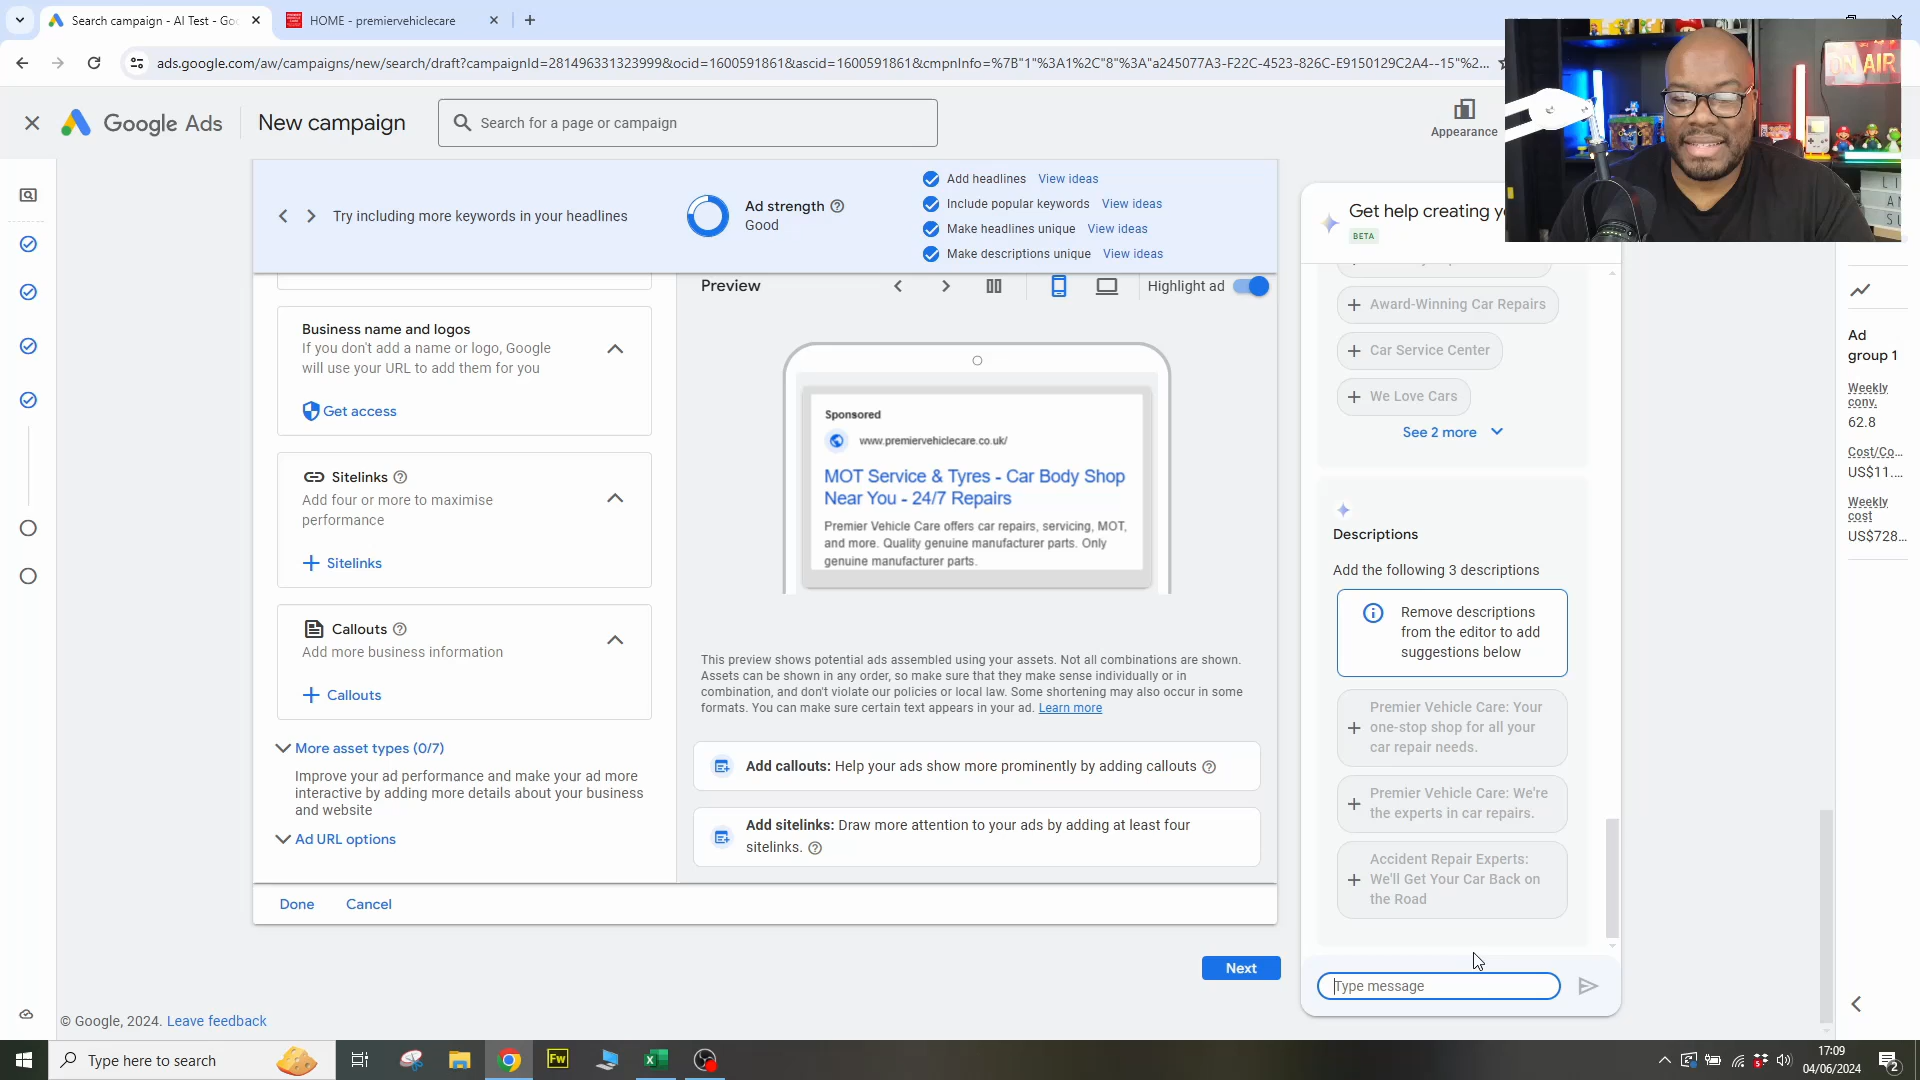 Search campaign - AI Test - Goo
HOME - premiervehiclecare
ads.google.com/aw/campaigns/new/search/draft?campaignId=281496331323999&ocid=1600591861&ascid=1600591861&cmpnInfo=%7B"1"%3A1%2C"8"%3A"a245077A3-F22C-4523-826C-E9150129C2A4--15"%2...
Google Ads
New campaign
Search for a page or campaign
Appearance
ON AIR
Try including more keywords in your headlines
Ad strength
Good
Add headlines View ideas
Include popular keywords View ideas
Make headlines unique View ideas
Make descriptions unique View ideas
Business name and logos
If you don't add a name or logo, Google
will use your URL to add them for you
Get access
Sitelinks
Add four or more to maximise
performance
Sitelinks
Callouts
Add more business information
Callouts
More asset types (0/7)
Improve your ad performance and make your ad more
interactive by adding more details about your business
and website
Ad URL options
Done
Cancel
Preview
Highlight ad
Sponsored
www.premiervehiclecare.co.uk/
MOT Service & Tyres - Car Body Shop
Near You - 24/7 Repairs
Premier Vehicle Care offers car repairs, servicing, MOT,
and more. Quality genuine manufacturer parts. Only
genuine manufacturer parts.
This preview shows potential ads assembled using your assets. Not all combinations are shown.
Assets can be shown in any order, so make sure that they make sense individually or in
combination, and don't violate our policies or local law. Some shortening may also occur in some
formats. You can make sure certain text appears in your ad. Learn more
Add callouts: Help your ads show more prominently by adding callouts
Add sitelinks: Draw more attention to your ads by adding at least four
sitelinks.
Next
Get help creating yo
BETA
Award-Winning Car Repairs
Car Service Center
We Love Cars
See 2 more
Descriptions
Add the following 3 descriptions
Remove descriptions
from the editor to add
suggestions below
Premier Vehicle Care: Your
one-stop shop for all your
car repair needs.
Premier Vehicle Care: We're
the experts in car repairs.
Accident Repair Experts:
We'll Get Your Car Back on
the Road
Type message
Ad
group 1
Weekly
conv.
62.8
Cost/Co...
US$11....
Weekly
cost
US$728...
© Google, 2024. Leave feedback
Type here to search
Fw
17:09
04/06/2024
2